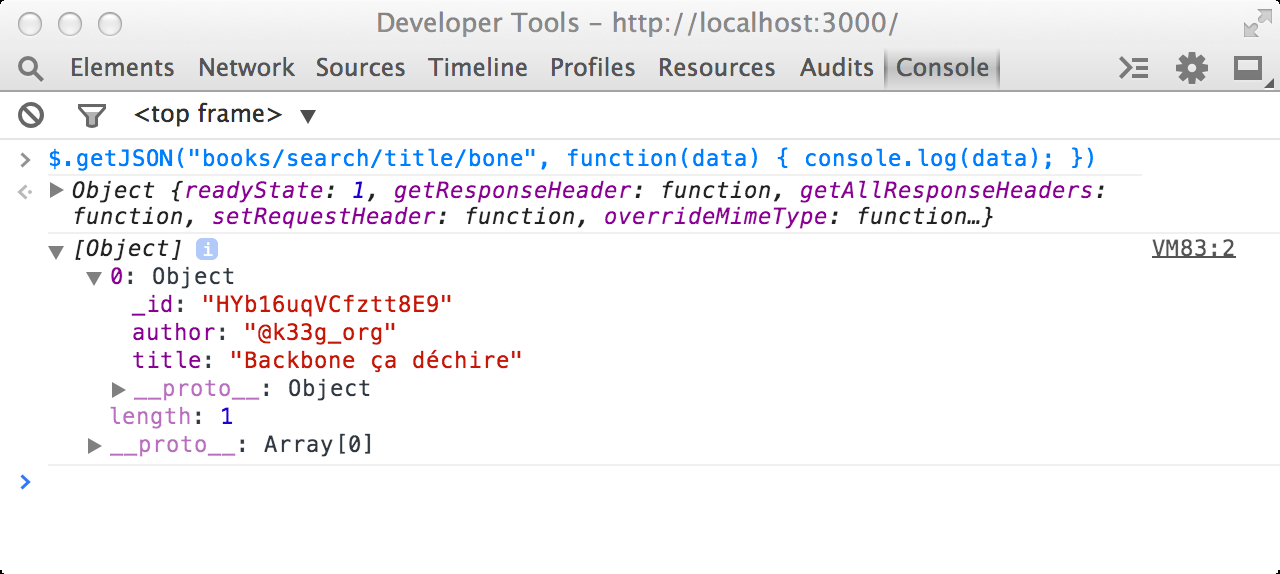 Developer Tools – http://localhost:3000/
Elements Network Sources Timeline Profiles Resources Audits Console
<top frame> ▼
> $.getJSON("books/search/title/bone", function(data) { console.log(data); })
▶ Object {readyState: 1, getResponseHeader: function, getAllResponseHeaders:
function, setRequestHeader: function, overrideMimeType: function…}
▼ [Object] i VM83:2
▼ 0: Object
_id: "HYb16uqVCfztt8E9"
author: "@k33g_org"
title: "Backbone ça déchire"
▶ __proto__: Object
length: 1
▶ __proto__: Array[0]
>